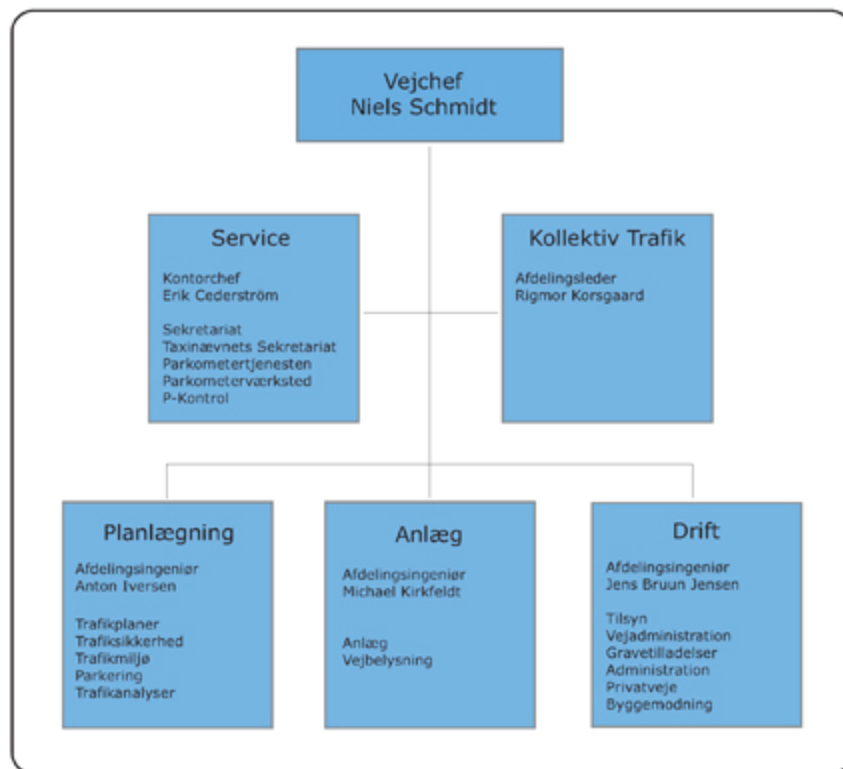 Vejchef
Niels Schmidt
Service
Kontorchef
Erik Cederström
Sekretariat
Taxinævnets Sekretariat
Parkometertjenesten
Parkometerværksted
P-Kontrol
Kollektiv Trafik
Afdelingsleder
Rigmor Korsgaard
Planlægning
Afdelingsingeniør
Anton Iversen
Trafikplaner
Trafiksikkerhed
Trafikmiljø
Parkering
Trafikanalyser
Anlæg
Afdelingsingeniør
Michael Kirkfeldt
Anlæg
Vejbelysning
Drift
Afdelingsingeniør
Jens Bruun Jensen
Tilsyn
Vejadministration
Gravetilladelser
Administration
Privatveje
Byggemodning